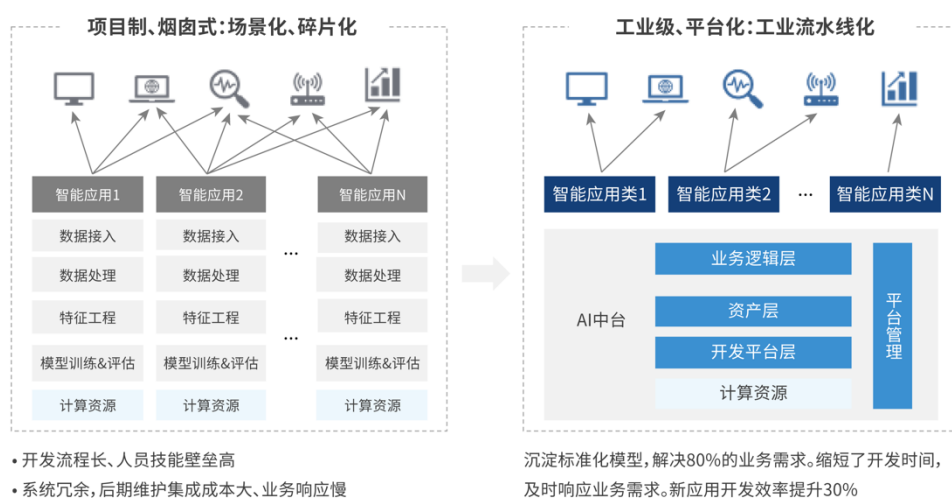 项目制、烟囱式:场景化、碎片化
智能应用1
智能应用2
智能应用N
数据接入
数据接入
数据接入
...
数据处理
数据处理
数据处理
特征工程
特征工程
特征工程
...
模型训练&评估
模型训练&评估
模型训练&评估
计算资源
计算资源
计算资源
• 开发流程长、人员技能壁垒高
• 系统冗余,后期维护集成成本大、业务响应慢
工业级、平台化:工业流水线化
智能应用类1
智能应用类2
...
智能应用类N
AI中台
业务逻辑层
资产层
开发平台层
计算资源
平台管理
沉淀标准化模型,解决80%的业务需求。缩短了开发时间,
及时响应业务需求。新应用开发效率提升30%